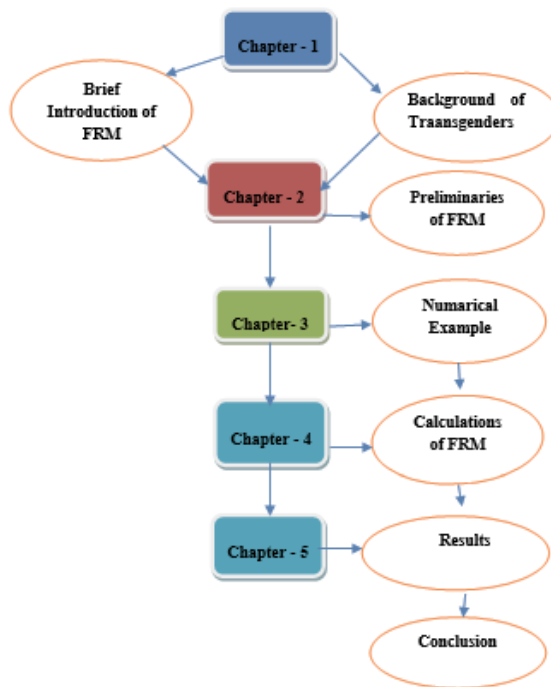 Chapter - 1
Brief
Introduction of
FRM
Background of
Traansgenders
Chapter - 2
Preliminaries
of FRM
Chapter- 3
Numarical
Example
Chapter - 4
Calculations
of FRM
Chapter - 5
Results
Conclusion